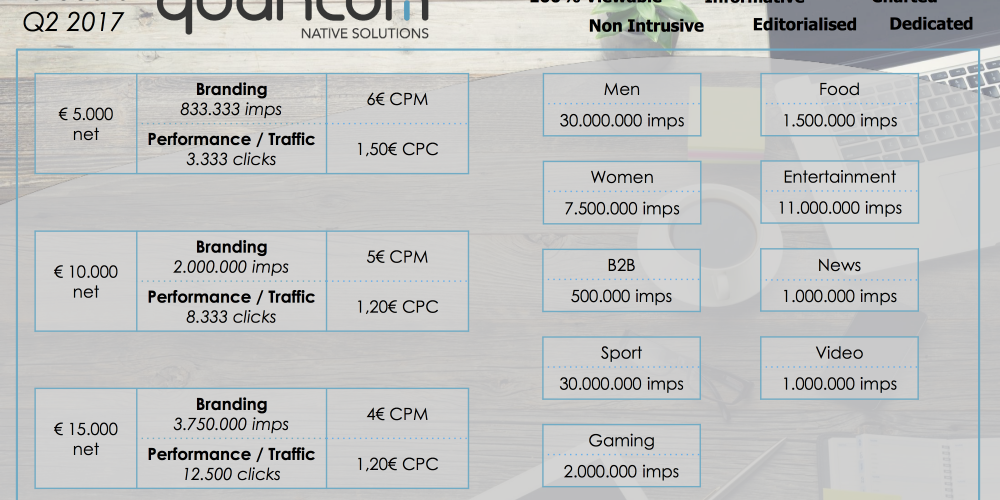 Q2 2017
quantum
NATIVE SOLUTIONS
Informative
Non Intrusive
Editorialised
Dedicated
€ 5.000
net
Branding
833.333 imps
6€ CPM
Performance / Traffic
3.333 clicks
1,50€ CPC
€ 10.000
net
Branding
2.000.000 imps
5€ CPM
Performance / Traffic
8.333 clicks
1,20€ CPC
€ 15.000
net
Branding
3.750.000 imps
4€ CPM
Performance / Traffic
12.500 clicks
1,20€ CPC
Men
30.000.000 imps
Food
1.500.000 imps
Women
7.500.000 imps
Entertainment
11.000.000 imps
B2B
500.000 imps
News
1.000.000 imps
Sport
30.000.000 imps
Video
1.000.000 imps
Gaming
2.000.000 imps